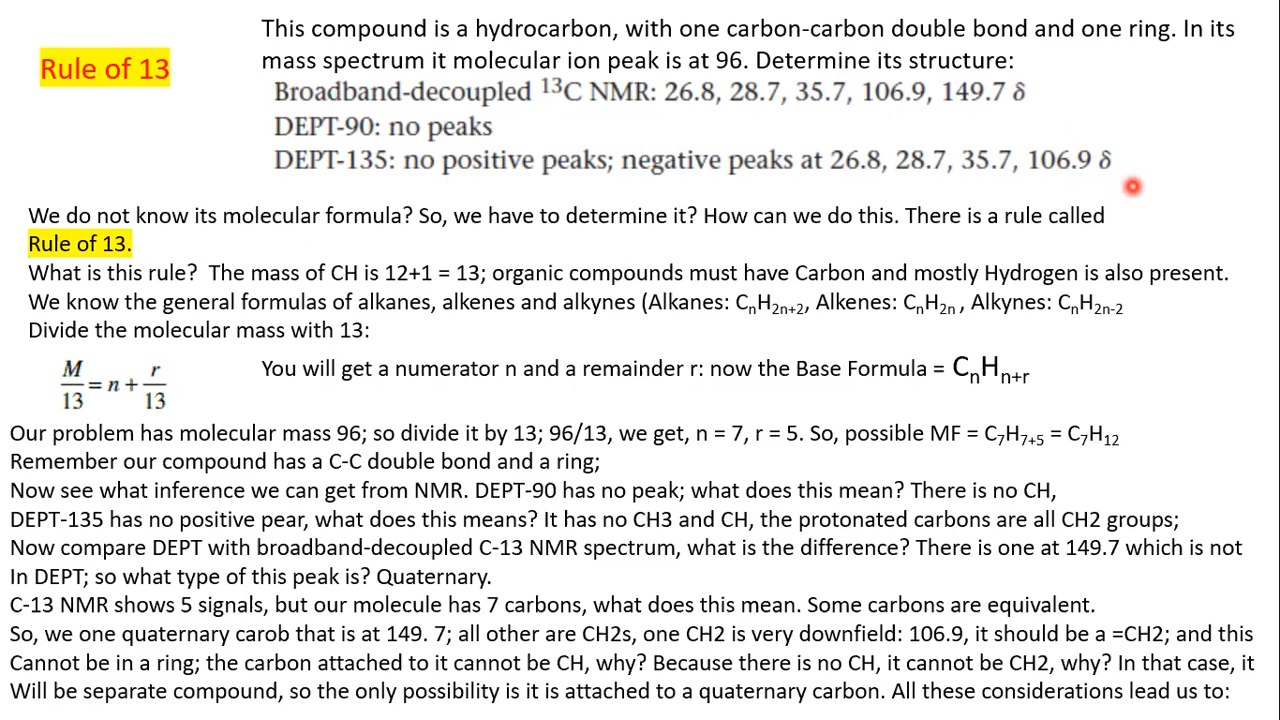 Rule of 13
This compound is a hydrocarbon, with one carbon-carbon double bond and one ring. In its
mass spectrum it molecular ion peak is at 96. Determine its structure:
Broadband-decoupled ¹³C NMR: 26.8, 28.7, 35.7, 106.9, 149.7 δ
DEPT-90: no peaks
DEPT-135: no positive peaks; negative peaks at 26.8, 28.7, 35.7, 106.9 δ
We do not know its molecular formula? So, we have to determine it? How can we do this. There is a rule called
Rule of 13.
What is this rule? The mass of CH is 12+1 = 13; organic compounds must have Carbon and mostly Hydrogen is also present.
We know the general formulas of alkanes, alkenes and alkynes (Alkanes: CₙH₂ₙ₊₂, Alkenes: CₙH₂ₙ , Alkynes: CₙH₂ₙ₋₂
Divide the molecular mass with 13:
M/13 = n + r/13
You will get a numerator n and a remainder r: now the Base Formula = CₙHₙ₊ᵣ
Our problem has molecular mass 96; so divide it by 13; 96/13, we get, n = 7, r = 5. So, possible MF = C₇H₇₊₅ = C₇H₁₂
Remember our compound has a C-C double bond and a ring;
Now see what inference we can get from NMR. DEPT-90 has no peak; what does this mean? There is no CH,
DEPT-135 has no positive pear, what does this means? It has no CH3 and CH, the protonated carbons are all CH2 groups;
Now compare DEPT with broadband-decoupled C-13 NMR spectrum, what is the difference? There is one at 149.7 which is not
In DEPT; so what type of this peak is? Quaternary.
C-13 NMR shows 5 signals, but our molecule has 7 carbons, what does this mean. Some carbons are equivalent.
So, we one quaternary carob that is at 149. 7; all other are CH2s, one CH2 is very downfield: 106.9, it should be a =CH2; and this
Cannot be in a ring; the carbon attached to it cannot be CH, why? Because there is no CH, it cannot be CH2, why? In that case, it
Will be separate compound, so the only possibility is it is attached to a quaternary carbon. All these considerations lead us to: